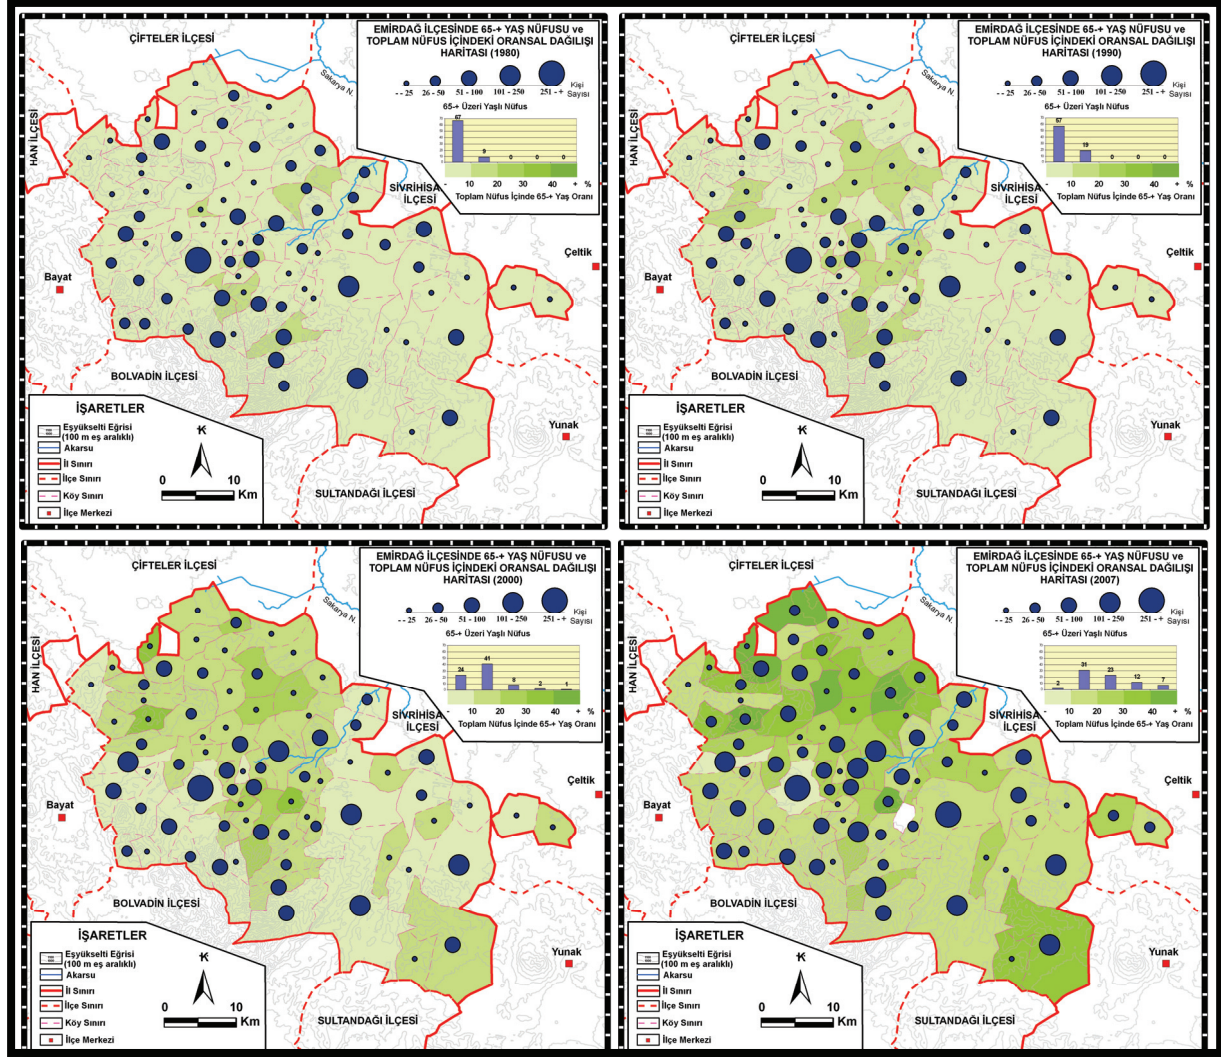 EMİRDAĞ İLÇESİNDE 65-+ YAŞ NÜFUSU ve
TOPLAM NÜFUS İÇİNDEKİ ORANSAL DAĞILIŞI
HARİTASI (1980)
- - 25 26 - 50 51 - 100 101 - 250 251 - +
Kişi
Sayısı
65-+ Üzeri Yaşlı Nüfus
67 9 0 0 0
- 10 20 30 40 + %
Toplam Nüfus İçinde 65-+ Yaş Oranı
ÇİFTELER İLÇESİ
Sakarya N.
HAN İLÇESİ
SİVRİHİSA
İLÇESİ
Çeltik
Bayat
BOLVADİN İLÇESİ
Yunak
SULTANDAĞI İLÇESİ
İŞARETLER
Eşyükselti Eğrisi
(100 m eş aralıklı)
Akarsu
İl Sınırı
İlçe Sınırı
Köy Sınırı
İlçe Merkezi
K
0 10
Km
EMİRDAĞ İLÇESİNDE 65-+ YAŞ NÜFUSU ve
TOPLAM NÜFUS İÇİNDEKİ ORANSAL DAĞILIŞI
HARİTASI (1990)
- - 25 26 - 50 51 - 100 101 - 250 251 - +
Kişi
Sayısı
65-+ Üzeri Yaşlı Nüfus
57 19 0 0 0
- 10 20 30 40 + %
Toplam Nüfus İçinde 65-+ Yaş Oranı
ÇİFTELER İLÇESİ
Sakarya N.
HAN İLÇESİ
SİVRİHİSA
İLÇESİ
Çeltik
Bayat
BOLVADİN İLÇESİ
Yunak
SULTANDAĞI İLÇESİ
İŞARETLER
Eşyükselti Eğrisi
(100 m eş aralıklı)
Akarsu
İl Sınırı
İlçe Sınırı
Köy Sınırı
İlçe Merkezi
K
0 10
Km
EMİRDAĞ İLÇESİNDE 65-+ YAŞ NÜFUSU ve
TOPLAM NÜFUS İÇİNDEKİ ORANSAL DAĞILIŞI
HARİTASI (2000)
- - 25 26 - 50 51 - 100 101 - 250 251 - +
Kişi
Sayısı
65-+ Üzeri Yaşlı Nüfus
24 41 8 2 1
- 10 20 30 40 + %
Toplam Nüfus İçinde 65-+ Yaş Oranı
ÇİFTELER İLÇESİ
Sakarya N.
HAN İLÇESİ
SİVRİHİSA
İLÇESİ
Çeltik
Bayat
BOLVADİN İLÇESİ
Yunak
SULTANDAĞI İLÇESİ
İŞARETLER
Eşyükselti Eğrisi
(100 m eş aralıklı)
Akarsu
İl Sınırı
İlçe Sınırı
Köy Sınırı
İlçe Merkezi
K
0 10
Km
EMİRDAĞ İLÇESİNDE 65-+ YAŞ NÜFUSU ve
TOPLAM NÜFUS İÇİNDEKİ ORANSAL DAĞILIŞI
HARİTASI (2007)
- - 25 26 - 50 51 - 100 101 - 250 251 - +
Kişi
Sayısı
65-+ Üzeri Yaşlı Nüfus
2 31 23 12 7
- 10 20 30 40 + %
Toplam Nüfus İçinde 65-+ Yaş Oranı
ÇİFTELER İLÇESİ
Sakarya N.
HAN İLÇESİ
SİVRİHİSA
İLÇESİ
Çeltik
Bayat
BOLVADİN İLÇESİ
Yunak
SULTANDAĞI İLÇESİ
İŞARETLER
Eşyükselti Eğrisi
(100 m eş aralıklı)
Akarsu
İl Sınırı
İlçe Sınırı
Köy Sınırı
İlçe Merkezi
K
0 10
Km